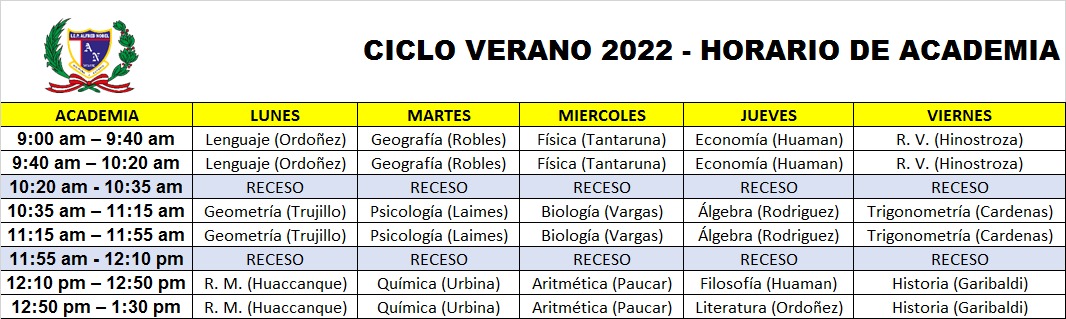 I.E.P. ALFRED NOBEL
A N
CICLO VERANO 2022 - HORARIO DE ACADEMIA
ACADEMIA LUNES MARTES MIERCOLES JUEVES VIERNES
9:00 am – 9:40 am Lenguaje (Ordoñez) Geografía (Robles) Física (Tantaruna) Economía (Huaman) R. V. (Hinostroza)
9:40 am – 10:20 am Lenguaje (Ordoñez) Geografía (Robles) Física (Tantaruna) Economía (Huaman) R. V. (Hinostroza)
10:20 am - 10:35 am RECESO RECESO RECESO RECESO RECESO
10:35 am – 11:15 am Geometría (Trujillo) Psicología (Laimes) Biología (Vargas) Álgebra (Rodriguez) Trigonometría (Cardenas)
11:15 am – 11:55 am Geometría (Trujillo) Psicología (Laimes) Biología (Vargas) Álgebra (Rodriguez) Trigonometría (Cardenas)
11:55 am - 12:10 pm RECESO RECESO RECESO RECESO RECESO
12:10 pm – 12:50 pm R. M. (Huaccanque) Química (Urbina) Aritmética (Paucar) Filosofía (Huaman) Historia (Garibaldi)
12:50 pm – 1:30 pm R. M. (Huaccanque) Química (Urbina) Aritmética (Paucar) Literatura (Ordoñez) Historia (Garibaldi)